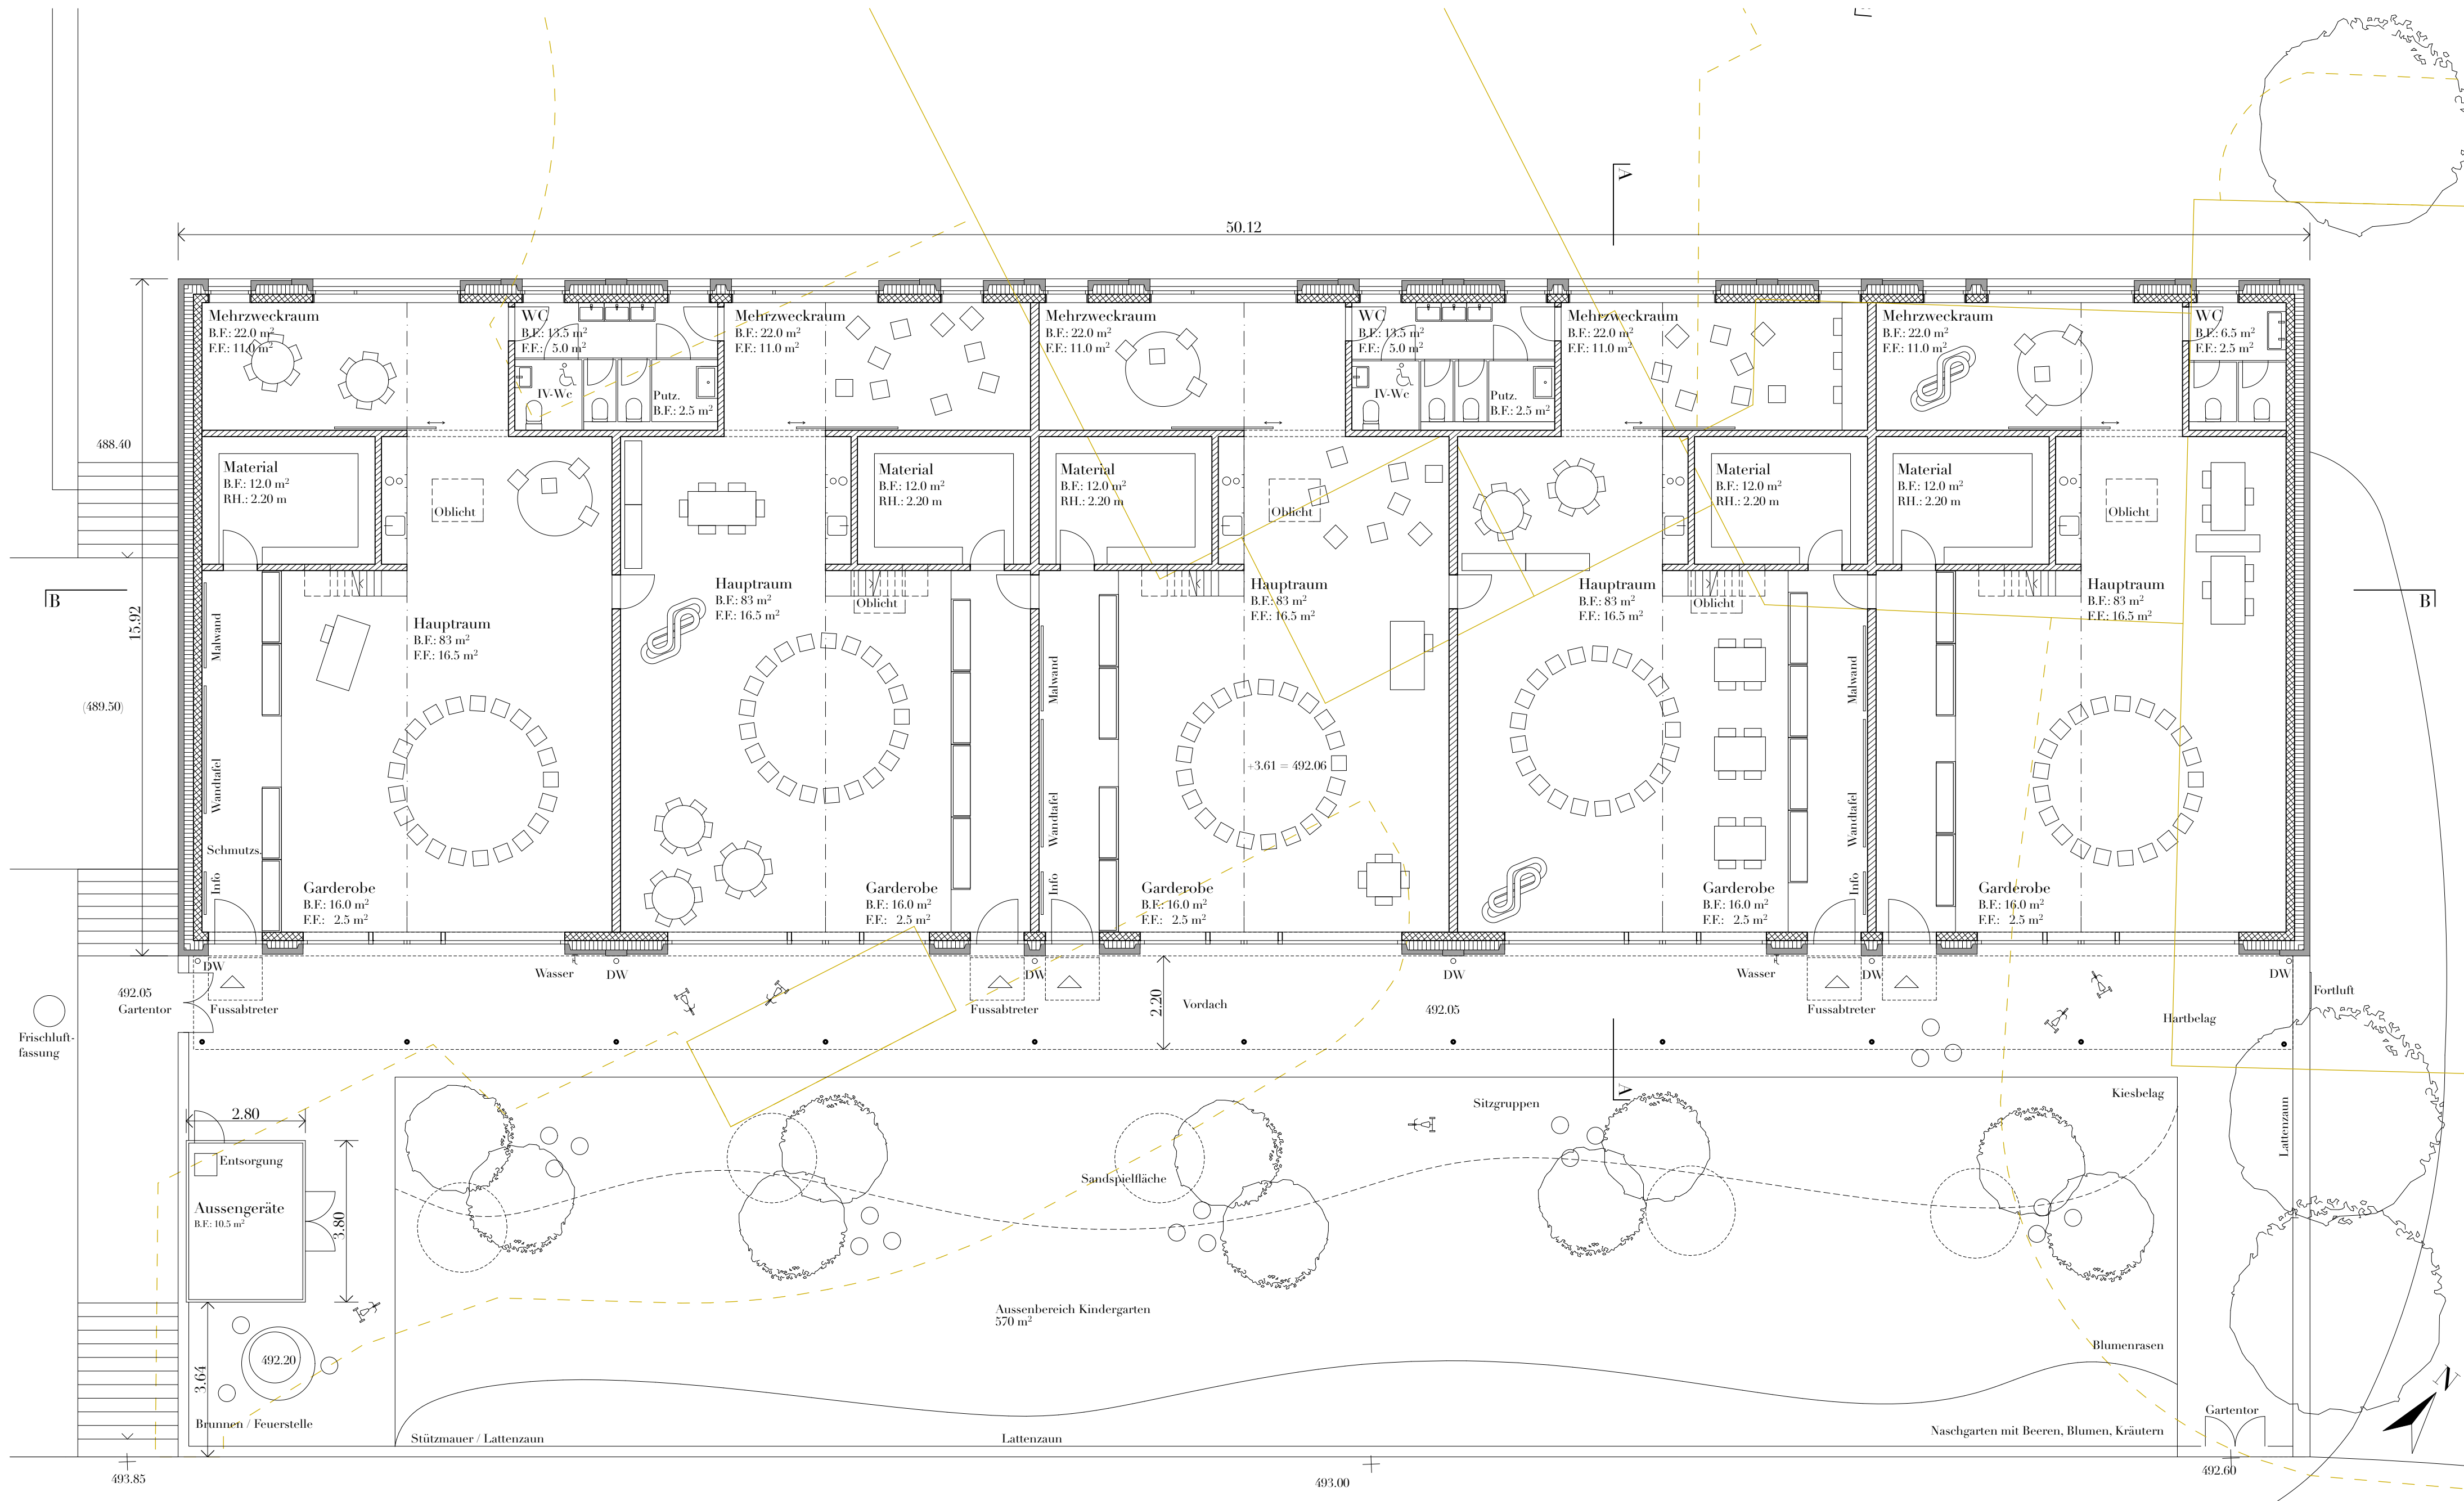 A
50.12
Mehrzweckraum
B.F.: 22.0 m²
F.F.: 11.0 m²
WC
B.F.: 13.5 m²
F.F.: 5.0 m²
Mehrzweckraum
B.F.: 22.0 m²
F.F.: 11.0 m²
Mehrzweckraum
B.F.: 22.0 m²
F.F.: 11.0 m²
WC
B.F.: 13.5 m²
F.F.: 5.0 m²
Mehrzweckraum
B.F.: 22.0 m²
F.F.: 11.0 m²
Mehrzweckraum
B.F.: 22.0 m²
F.F.: 11.0 m²
WC
B.F.: 6.5 m²
F.F.: 2.5 m²
IV-Wc
Putz.
B.F.: 2.5 m²
IV-Wc
Putz.
B.F.: 2.5 m²
488.40
Material
B.F.: 12.0 m²
RH.: 2.20 m
Oblicht
Material
B.F.: 12.0 m²
RH.: 2.20 m
Material
B.F.: 12.0 m²
RH.: 2.20 m
Oblicht
Material
B.F.: 12.0 m²
RH.: 2.20 m
Material
B.F.: 12.0 m²
RH.: 2.20 m
Oblicht
B
15.92
(489.50)
Malwand
Hauptraum
B.F.: 83 m²
F.F.: 16.5 m²
Hauptraum
B.F.: 83 m²
F.F.: 16.5 m²
Oblicht
Malwand
Hauptraum
B.F.: 83 m²
F.F.: 16.5 m²
Hauptraum
B.F.: 83 m²
F.F.: 16.5 m²
Oblicht
Malwand
Hauptraum
B.F.: 83 m²
F.F.: 16.5 m²
B
Wandtafel
Wandtafel
+3.61 = 492.06
Wandtafel
Schmutzs.
Info
Garderobe
B.F.: 16.0 m²
F.F.: 2.5 m²
Garderobe
B.F.: 16.0 m²
F.F.: 2.5 m²
Info
Garderobe
B.F.: 16.0 m²
F.F.: 2.5 m²
Garderobe
B.F.: 16.0 m²
F.F.: 2.5 m²
Info
Garderobe
B.F.: 16.0 m²
F.F.: 2.5 m²
DW
Wasser
DW
DW
DW
Wasser
DW
DW
492.05
Gartentor
Fussabtreter
Fussabtreter
2.20
Vordach
492.05
Fussabtreter
Hartbelag
Fortluft
Frischluft-
fassung
2.80
A
Sitzgruppen
Kiesbelag
Lattenzaun
Entsorgung
Aussengeräte
B.F.: 10.5 m²
3.80
Sandspielfläche
Aussenbereich Kindergarten
570 m²
492.20
3.64
Blumenrasen
Brunnen / Feuerstelle
Stützmauer / Lattenzaun
Lattenzaun
Naschgarten mit Beeren, Blumen, Kräutern
Gartentor
N
493.85
493.00
492.60